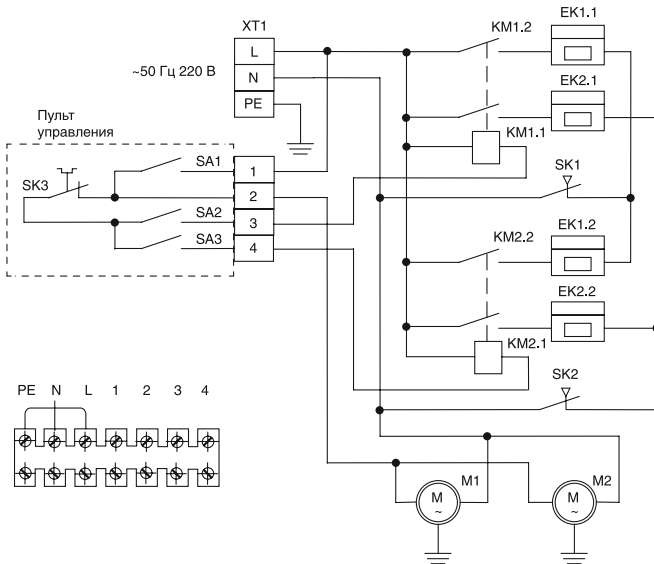 XT1
L
N
PE
~50 Гц 220 В
Пульт
управления
SK3
SA1
SA2
SA3
1
2
3
4
KM1.2
EK1.1
EK2.1
KM1.1
SK1
EK1.2
KM2.2
EK2.2
KM2.1
SK2
PE N L 1 2 3 4
M
~
M1
M
~
M2